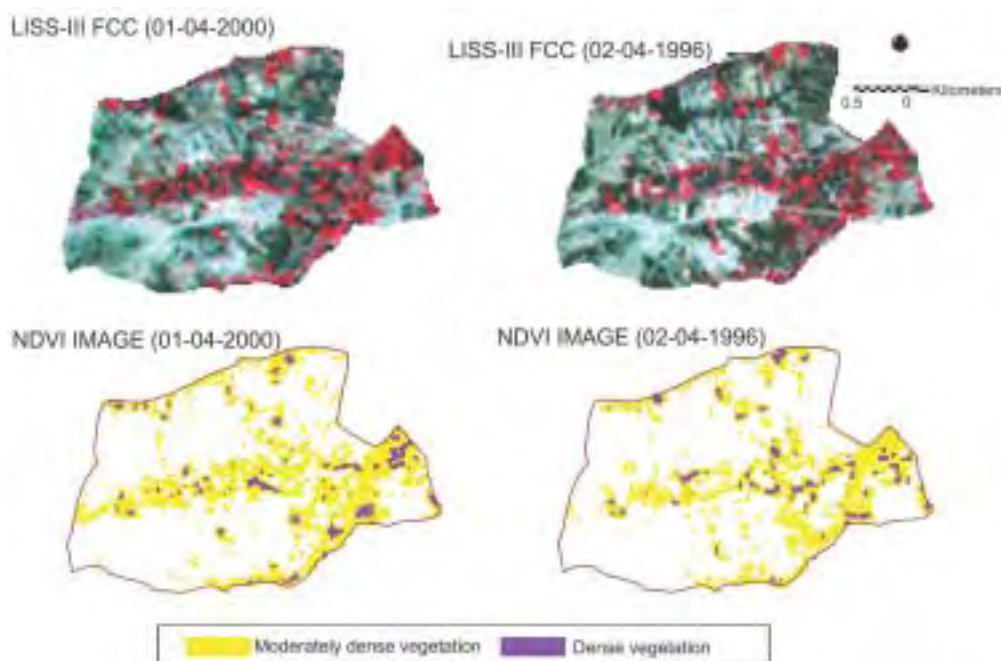 LISS-III FCC (01-04-2000)
LISS-III FCC (02-04-1996)
Kilometers
0.5 0
NDVI IMAGE (01-04-2000)
NDVI IMAGE (02-04-1996)
Moderately dense vegetation
Dense vegetation